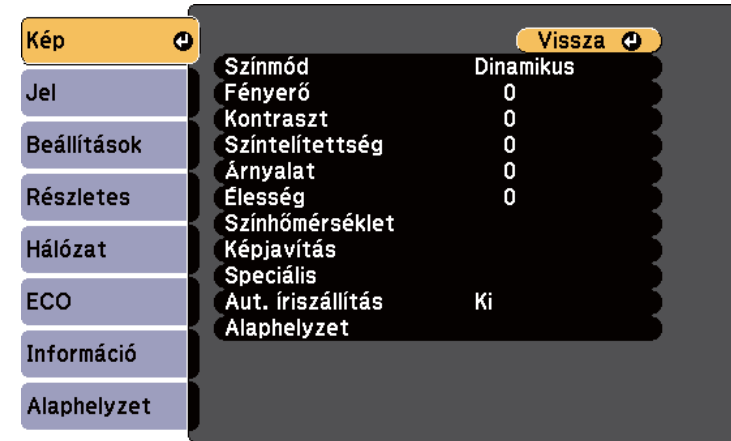 Kép
Jel
Beállítások
Részletes
Hálózat
ECO
Információ
Alaphelyzet
Vissza
Színmód Dinamikus
Fényerő 0
Kontraszt 0
Színtelítettség 0
Árnyalat 0
Élesség 0
Színhőmérséklet
Képjavítás
Speciális
Aut. íriszállítás Ki
Alaphelyzet